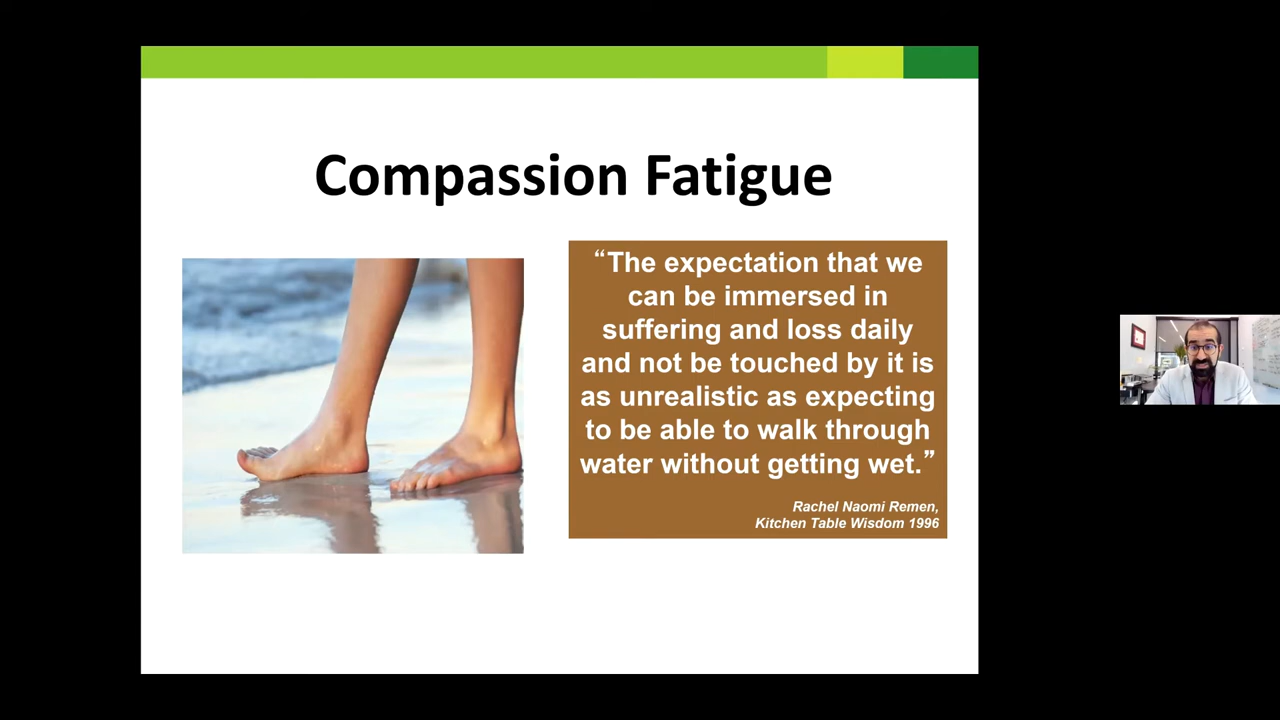 Compassion Fatigue
“The expectation that we
can be immersed in
suffering and loss daily
and not be touched by it is
as unrealistic as expecting
to be able to walk through
water without getting wet.”
Rachel Naomi Remen,
Kitchen Table Wisdom 1996